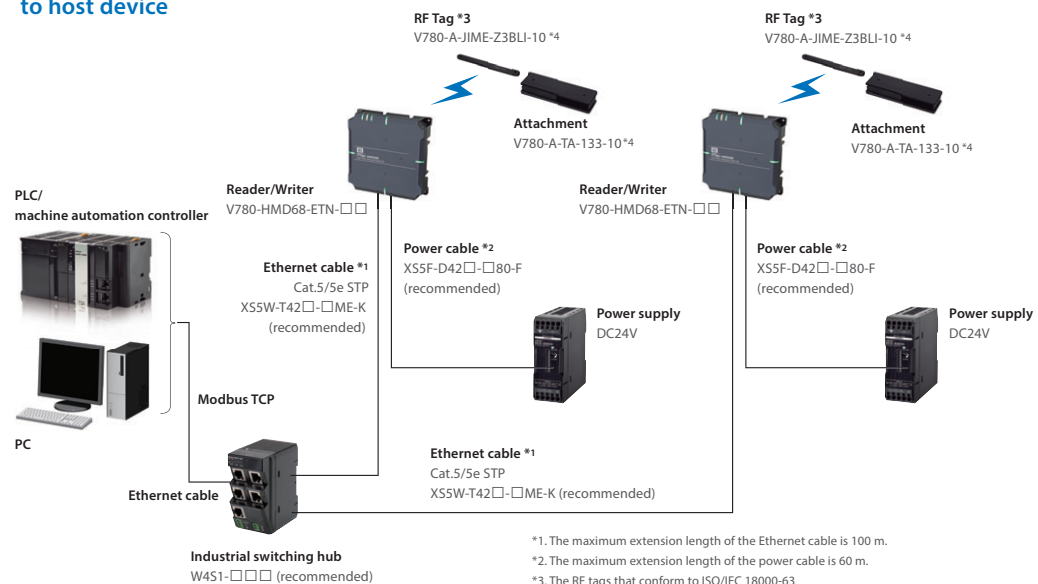 to host device
RF Tag *3
V780-A-JIME-Z3BLI-10 *4
RF Tag *3
V780-A-JIME-Z3BLI-10 *4
Attachment
V780-A-TA-133-10 *4
Attachment
V780-A-TA-133-10 *4
Reader/Writer
V780-HMD68-ETN-□□
Reader/Writer
V780-HMD68-ETN-□□
PLC/
machine automation controller
Ethernet cable *1
Cat.5/5e STP
XS5W-T42□-□ME-K
(recommended)
Power cable *2
XS5F-D42□-□80-F
(recommended)
Power cable *2
XS5F-D42□-□80-F
(recommended)
Power supply
DC24V
Power supply
DC24V
Modbus TCP
PC
Ethernet cable *1
Cat.5/5e STP
XS5W-T42□-□ME-K (recommended)
Ethernet cable
Industrial switching hub
W4S1-□□□ (recommended)
*1. The maximum extension length of the Ethernet cable is 100 m.
*2. The maximum extension length of the power cable is 60 m.
*3. The RF tags that conform to ISO/IEC 18000-63